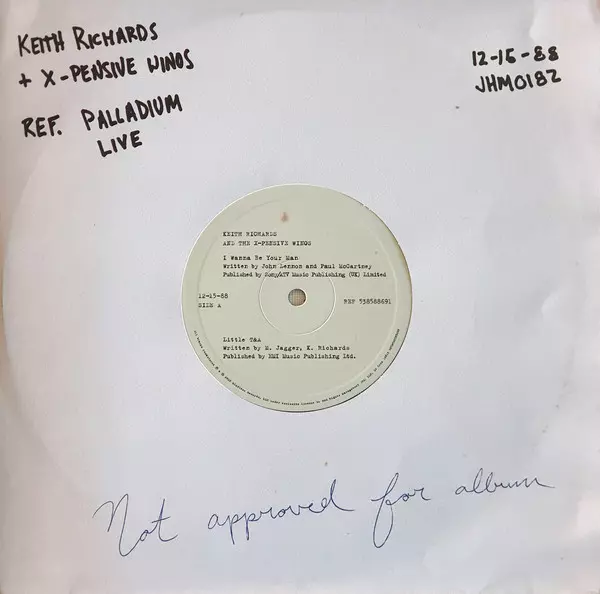 KEITH RICHARDS
+ X-PENSIVE WINOS
REF. PALLADIUM
LIVE
12-15-88
JHM0182
KEITH RICHARDS
AND THE X-PENSIVE WINOS
I Wanna Be Your Man
Written by John Lennon and Paul McCartney
Published by Sony/ATV Music Publishing (UK) Limited
12-15-88
SIDE A
REF 538588691
Little T&A
Written by M. Jagger, K. Richards
Published by EMI Music Publishing Ltd.
Not approved for album